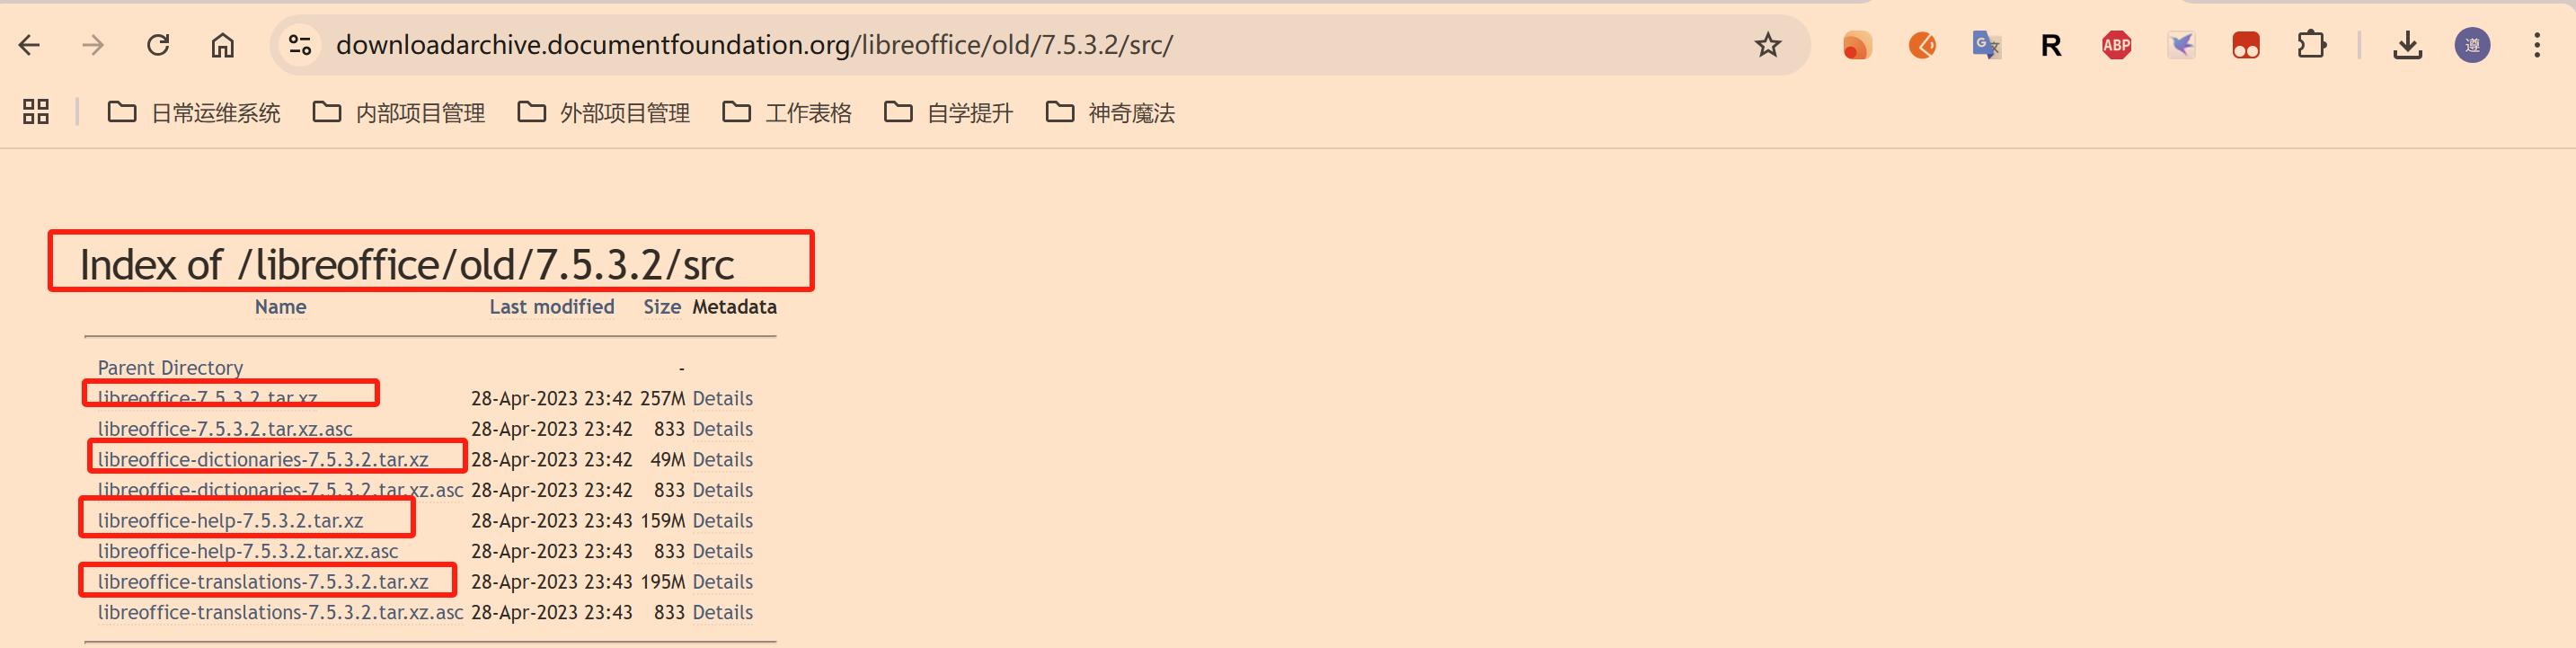 downloadarchive.documentfoundation.org/libreoffice/old/7.5.3.2/src/
R
ABP
G 文
遵
日常运维系统 内部项目管理 外部项目管理 工作表格 自学提升 神奇魔法
Index of /libreoffice/old/7.5.3.2/src
Name Last modified Size Metadata
Parent Directory -
libreoffice-7.5.3.2.tar.xz 28-Apr-2023 23:42 257M Details
libreoffice-7.5.3.2.tar.xz.asc 28-Apr-2023 23:42 833 Details
libreoffice-dictionaries-7.5.3.2.tar.xz 28-Apr-2023 23:42 49M Details
libreoffice-dictionaries-7.5.3.2.tar.xz.asc 28-Apr-2023 23:42 833 Details
libreoffice-help-7.5.3.2.tar.xz 28-Apr-2023 23:43 159M Details
libreoffice-help-7.5.3.2.tar.xz.asc 28-Apr-2023 23:43 833 Details
libreoffice-translations-7.5.3.2.tar.xz 28-Apr-2023 23:43 195M Details
libreoffice-translations-7.5.3.2.tar.xz.asc 28-Apr-2023 23:43 833 Details